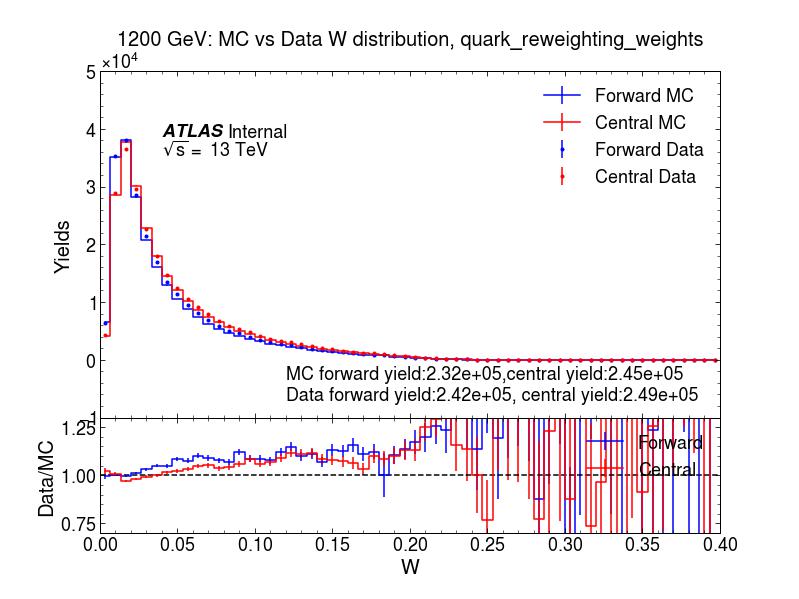 1200 GeV: MC vs Data W distribution, quark_reweighting_weights
×10⁴
5
4
3
2
1
0
1
Yields
ATLAS Internal
√s = 13 TeV
Forward MC
Central MC
Forward Data
Central Data
MC forward yield:2.32e+05,central yield:2.45e+05
Data forward yield:2.42e+05, central yield:2.49e+05
1.25
1.00
0.75
Data/MC
Forward
Central
0.00 0.05 0.10 0.15 0.20 0.25 0.30 0.35 0.40
W